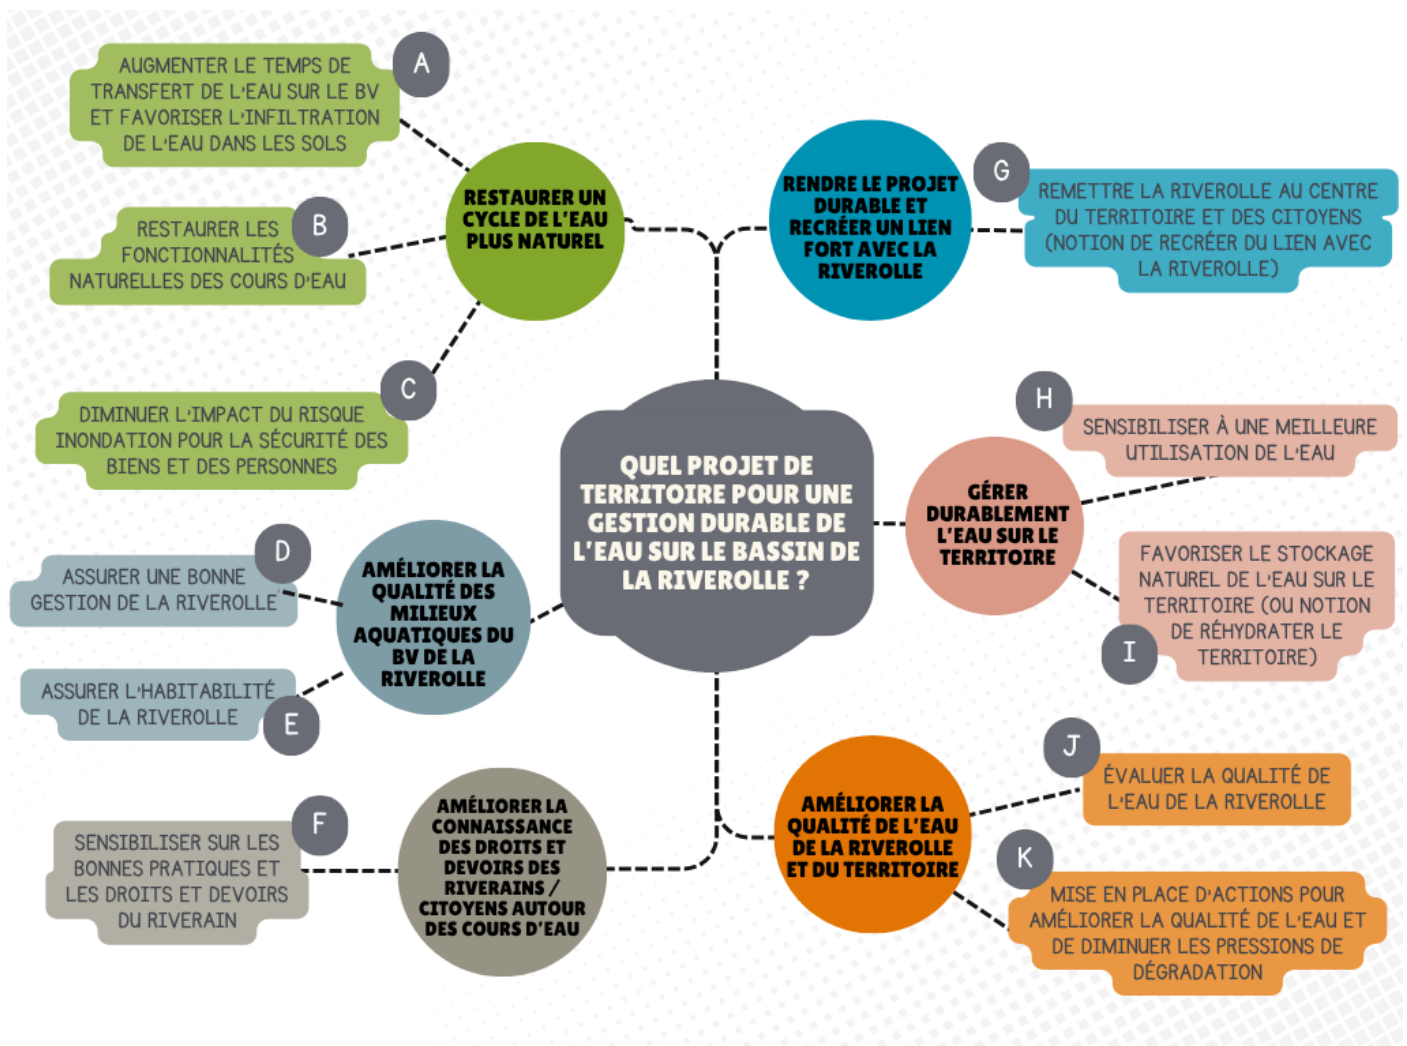 A
AUGMENTER LE TEMPS DE
TRANSFERT DE L'EAU SUR LE BV
ET FAVORISER L'INFILTRATION
DE L'EAU DANS LES SOLS
B
RESTAURER LES
FONCTIONNALITÉS
NATURELLES DES COURS D'EAU
C
DIMINUER L'IMPACT DU RISQUE
INONDATION POUR LA SÉCURITÉ DES
BIENS ET DES PERSONNES
RESTAURER UN
CYCLE DE L'EAU
PLUS NATUREL
D
ASSURER UNE BONNE
GESTION DE LA RIVEROLLE
E
ASSURER L'HABITABILITÉ
DE LA RIVEROLLE
AMÉLIORER LA
QUALITÉ DES
MILIEUX
AQUATIQUES DU
BV DE LA
RIVEROLLE
F
SENSIBILISER SUR LES
BONNES PRATIQUES ET
LES DROITS ET DEVOIRS
DU RIVERAIN
AMÉLIORER LA
CONNAISSANCE
DES DROITS ET
DEVOIRS DES
RIVERAINS /
CITOYENS AUTOUR
DES COURS D'EAU
QUEL PROJET DE
TERRITOIRE POUR UNE
GESTION DURABLE DE
L'EAU SUR LE BASSIN DE
LA RIVEROLLE ?
RENDRE LE PROJET
DURABLE ET
RECRÉER UN LIEN
FORT AVEC LA
RIVEROLLE
G
REMETTRE LA RIVEROLLE AU CENTRE
DU TERRITOIRE ET DES CITOYENS
(NOTION DE RECRÉER DU LIEN AVEC
LA RIVEROLLE)
GÉRER
DURABLEMENT
L'EAU SUR LE
TERRITOIRE
H
SENSIBILISER À UNE MEILLEURE
UTILISATION DE L'EAU
I
FAVORISER LE STOCKAGE
NATUREL DE L'EAU SUR LE
TERRITOIRE (OU NOTION
DE RÉHYDRATER LE
TERRITOIRE)
AMÉLIORER LA
QUALITÉ DE L'EAU
DE LA RIVEROLLE
ET DU TERRITOIRE
J
ÉVALUER LA QUALITÉ DE
L'EAU DE LA RIVEROLLE
K
MISE EN PLACE D'ACTIONS POUR
AMÉLIORER LA QUALITÉ DE L'EAU ET
DE DIMINUER LES PRESSIONS DE
DÉGRADATION